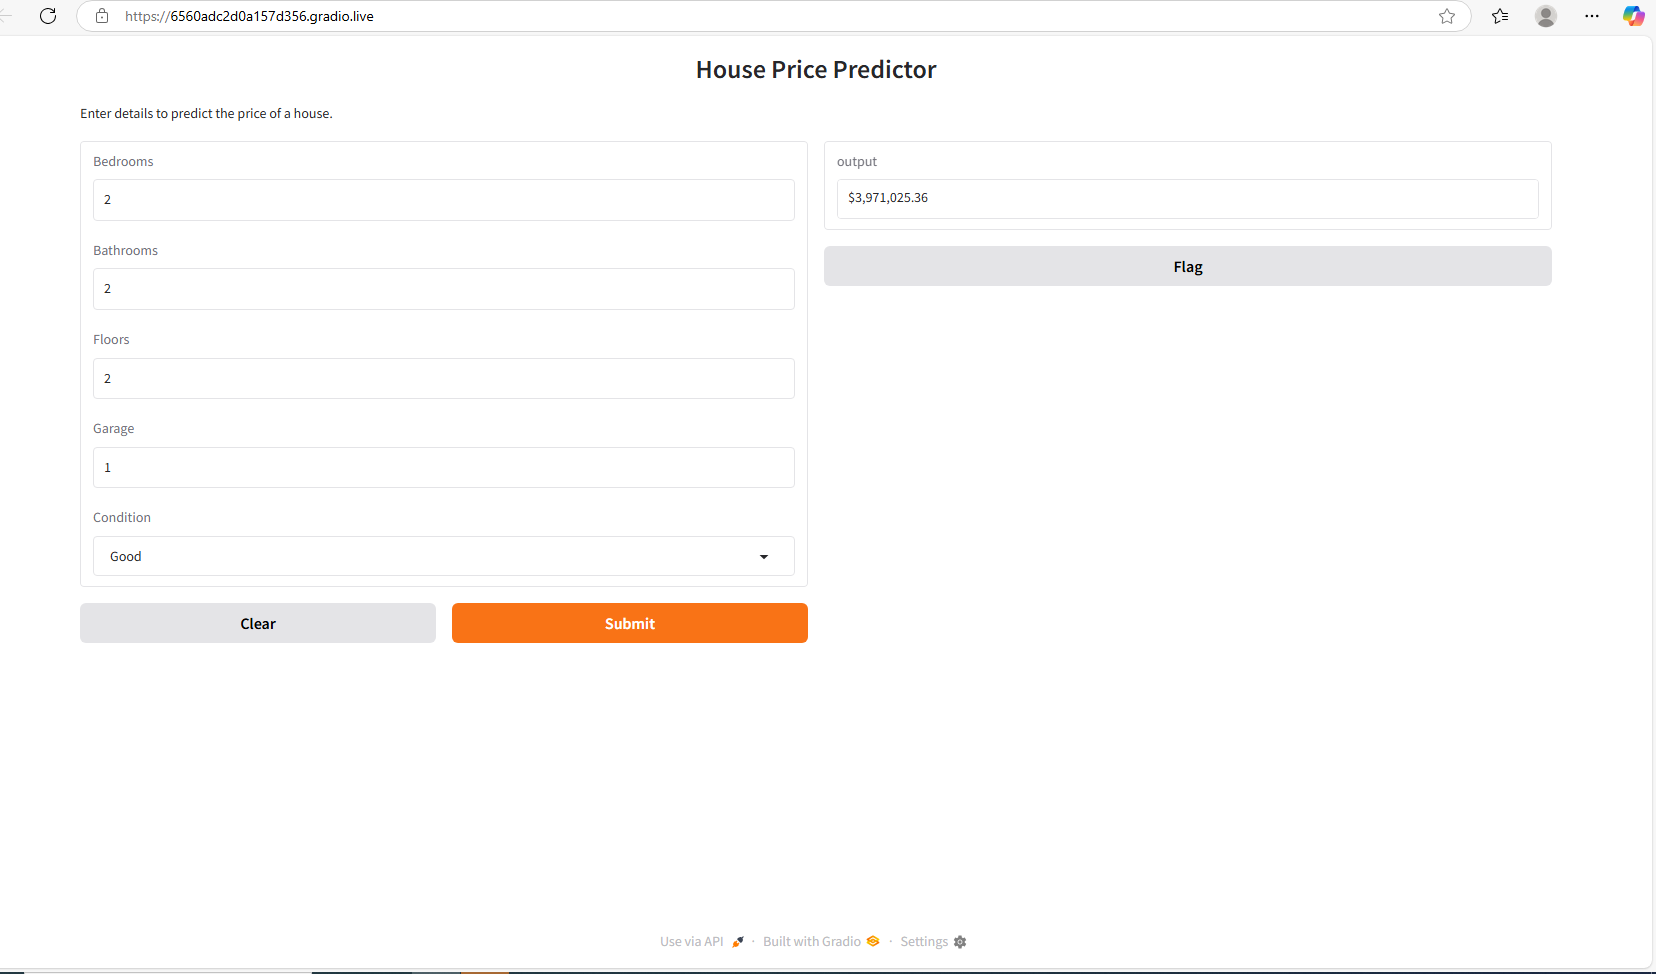 https://6560adc2d0a157d356.gradio.live
House Price Predictor
Enter details to predict the price of a house.
Bedrooms
2
Bathrooms
2
Floors
2
Garage
1
Condition
Good
Clear
Submit
output
$3,971,025.36
Flag
Use via API · Built with Gradio · Settings